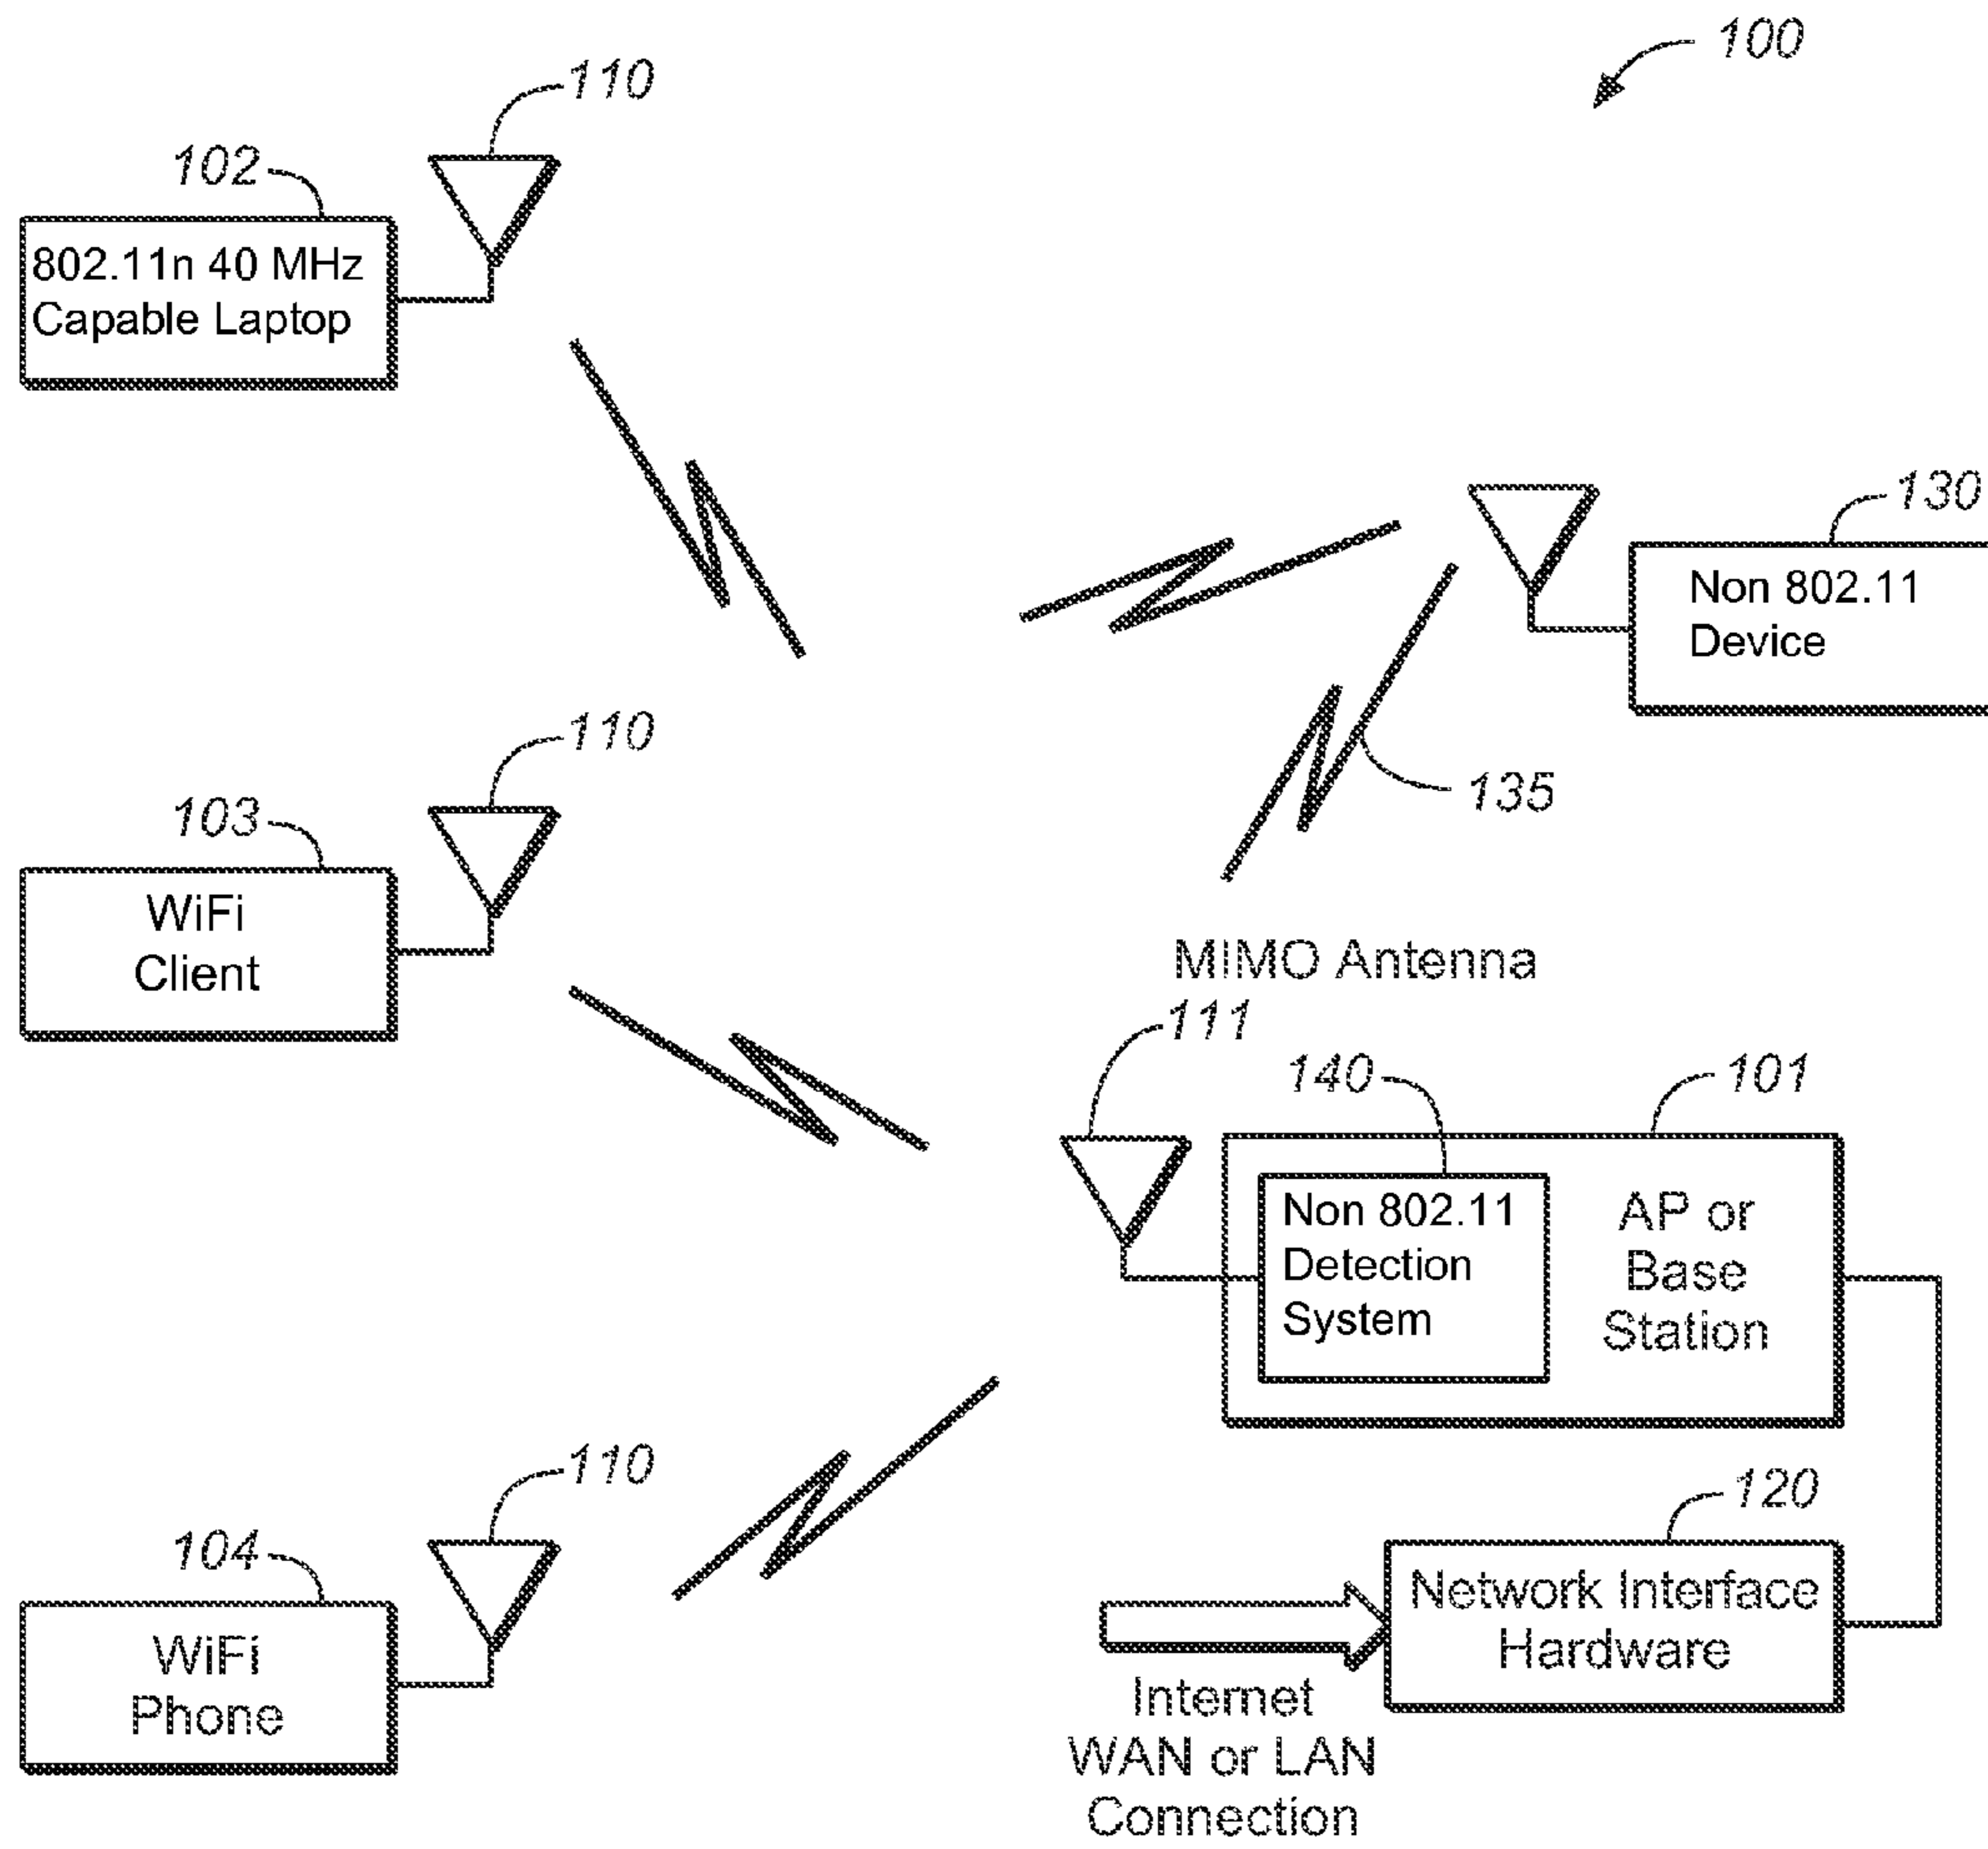 100
110
102
802.11n 40 MHz
Capable Laptop
130
Non 802.11
Device
135
110
103
WiFi
Client
MIMO Antenna
111
140
101
Non 802.11
Detection
System
AP or
Base
Station
110
104
WiFi
Phone
120
Network Interface
Hardware
Internet
WAN or LAN
Connection